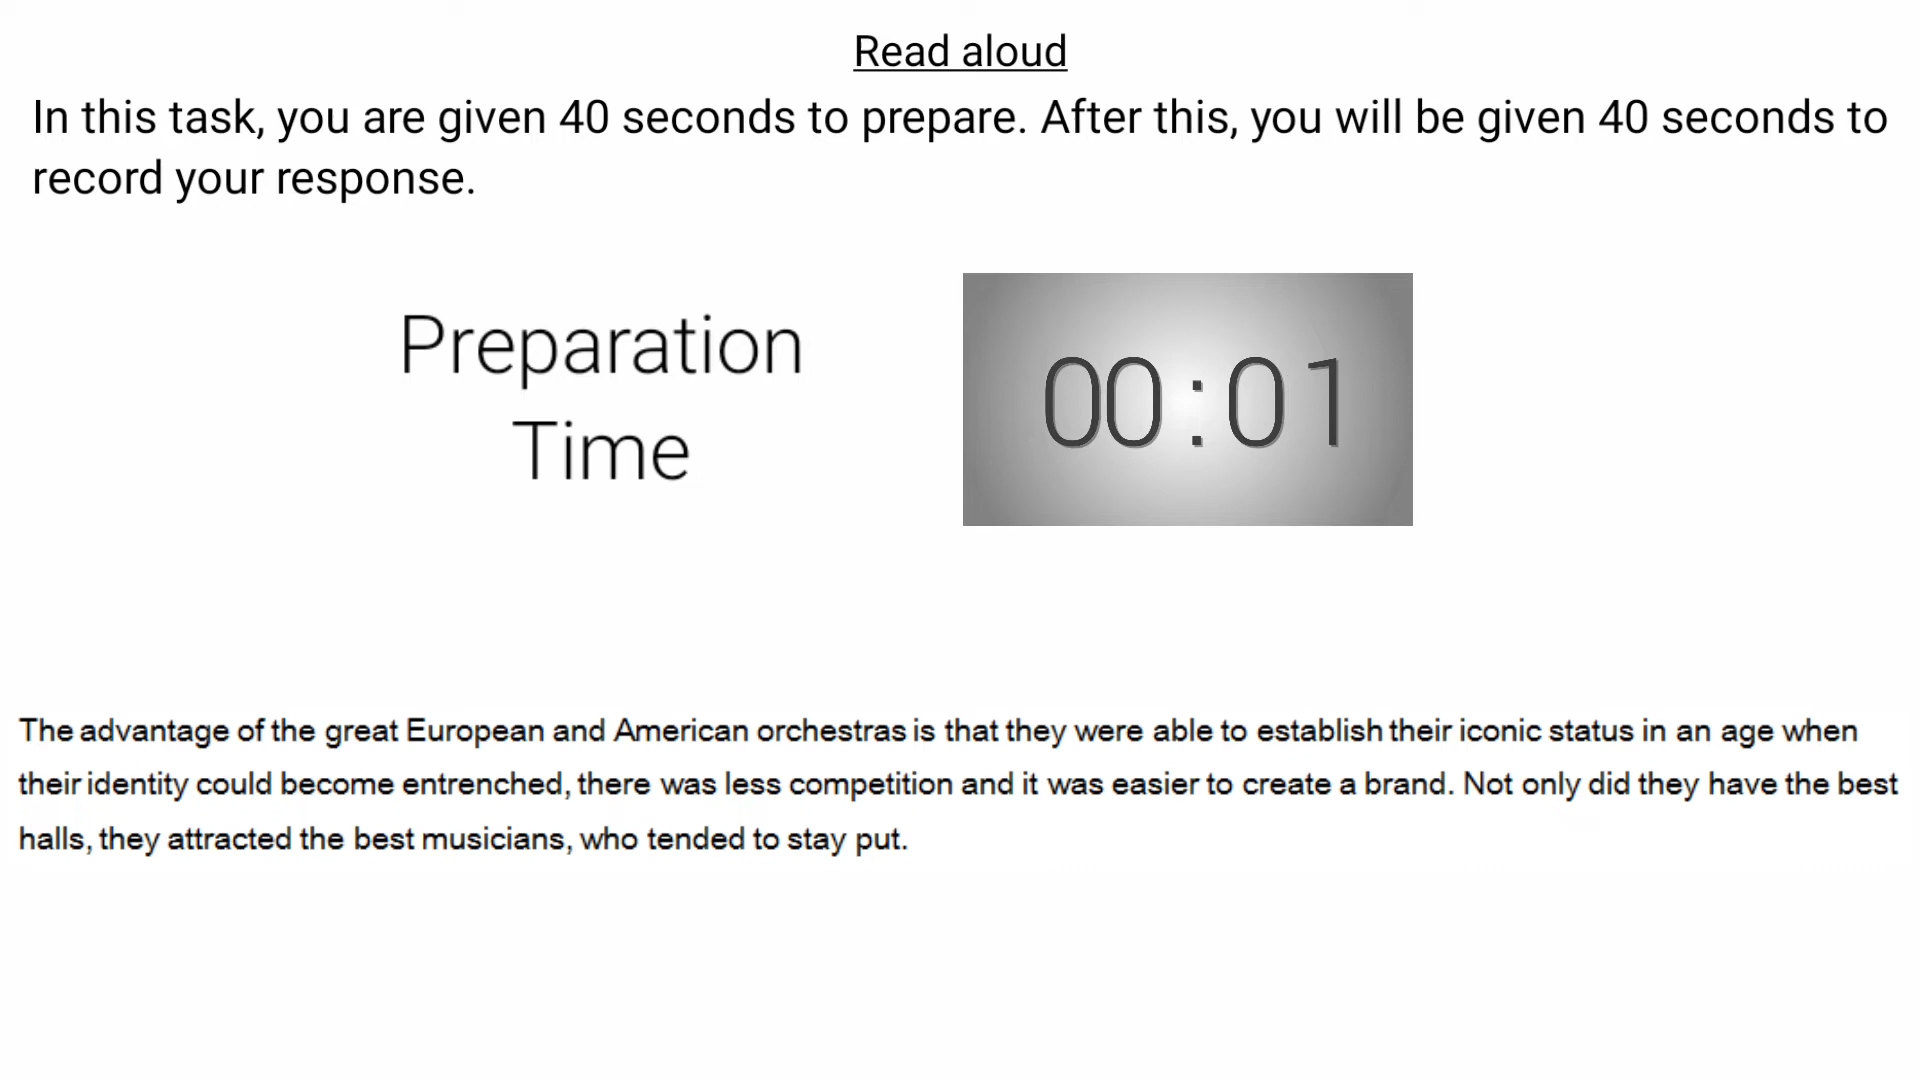 Read aloud
In this task, you are given 40 seconds to prepare. After this, you will be given 40 seconds to
record your response.
Preparation
Time
00:01
The advantage of the great European and American orchestras is that they were able to establish their iconic status in an age when
their identity could become entrenched, there was less competition and it was easier to create a brand. Not only did they have the best
halls, they attracted the best musicians, who tended to stay put.